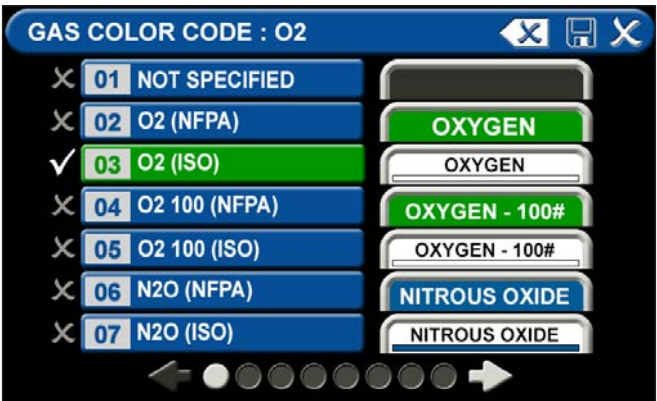 GAS COLOR CODE : O2
01 NOT SPECIFIED
02 O2 (NFPA) OXYGEN
03 O2 (ISO) OXYGEN
04 O2 100 (NFPA) OXYGEN - 100#
05 O2 100 (ISO) OXYGEN - 100#
06 N2O (NFPA) NITROUS OXIDE
07 N2O (ISO) NITROUS OXIDE